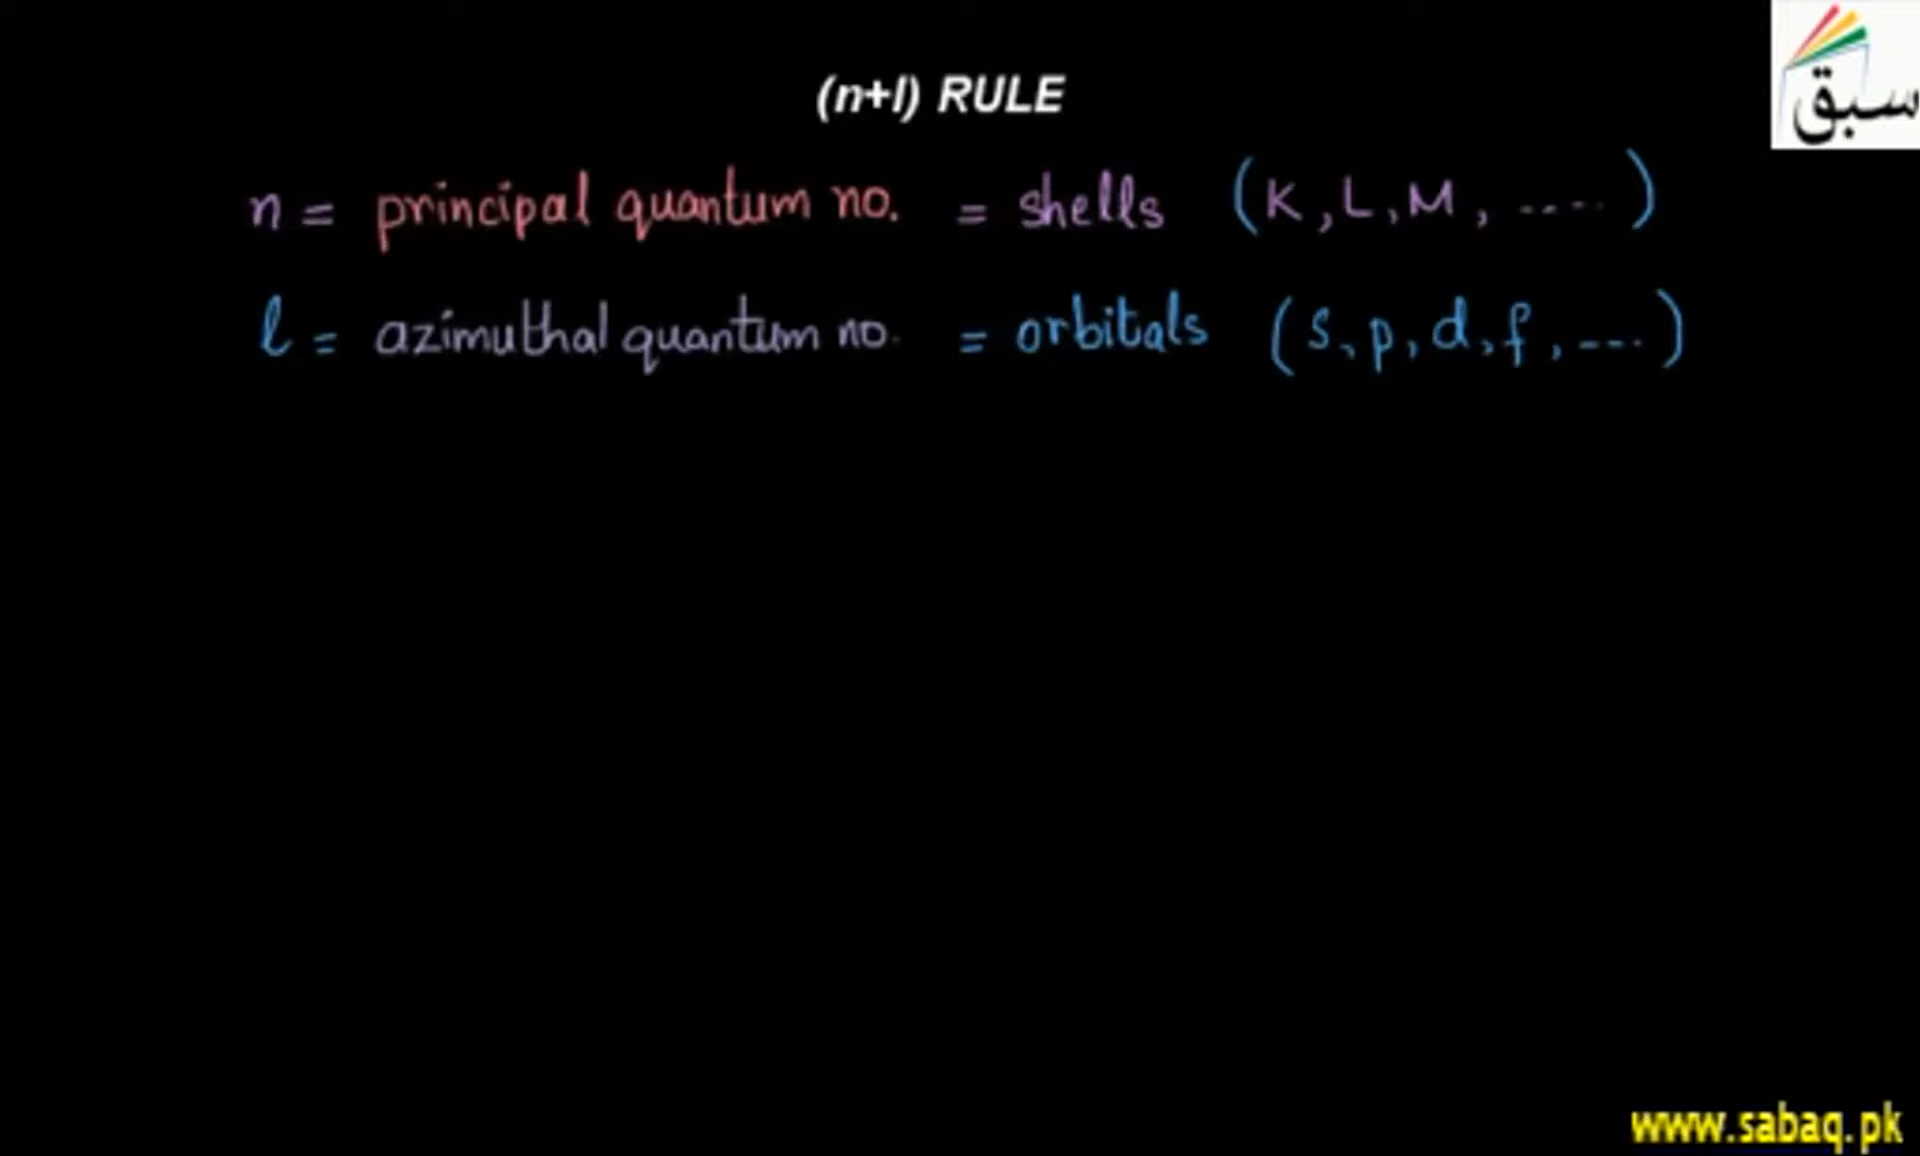 سبق
(n+l) RULE
n = principal quantum no. = shells (K, L, M, ....)
l = azimuthal quantum no. = orbitals (s, p, d, f, ....)
www.sabaq.pk